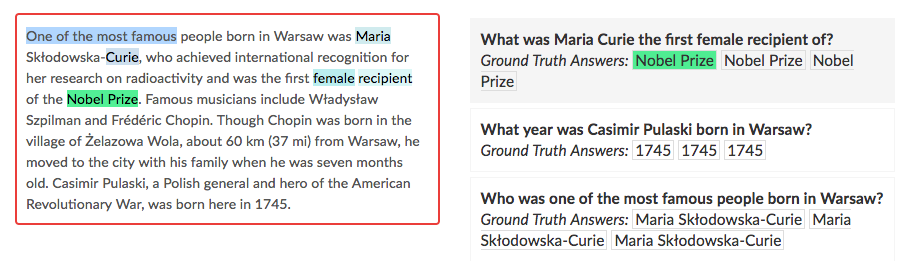 One of the most famous people born in Warsaw was Maria
Skłodowska-Curie, who achieved international recognition for
her research on radioactivity and was the first female recipient
of the Nobel Prize. Famous musicians include Władysław
Szpilman and Frédéric Chopin. Though Chopin was born in the
village of Żelazowa Wola, about 60 km (37 mi) from Warsaw, he
moved to the city with his family when he was seven months
old. Casimir Pulaski, a Polish general and hero of the American
Revolutionary War, was born here in 1745.
What was Maria Curie the first female recipient of?
Ground Truth Answers: Nobel Prize Nobel Prize Nobel
Prize
What year was Casimir Pulaski born in Warsaw?
Ground Truth Answers: 1745 1745 1745
Who was one of the most famous people born in Warsaw?
Ground Truth Answers: Maria Skłodowska-Curie Maria
Skłodowska-Curie Maria Skłodowska-Curie